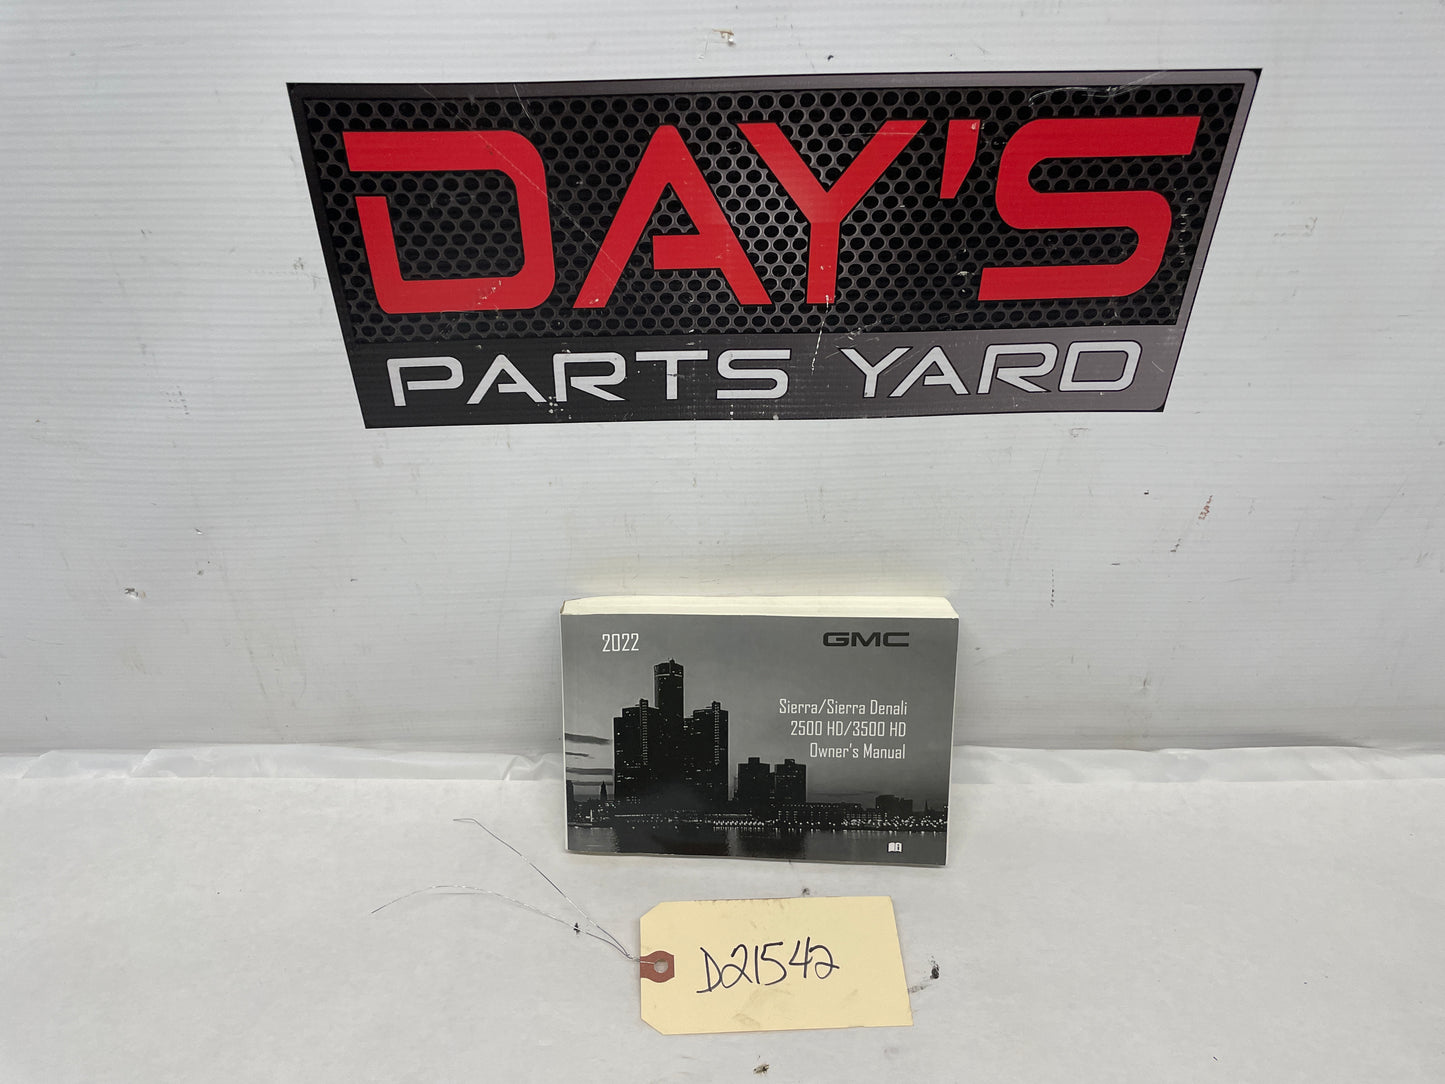 DAY'S
PARTS YARD
2022
GMC
Sierra/Sierra Denali
2500 HD/3500 HD
Owner's Manual
D21542